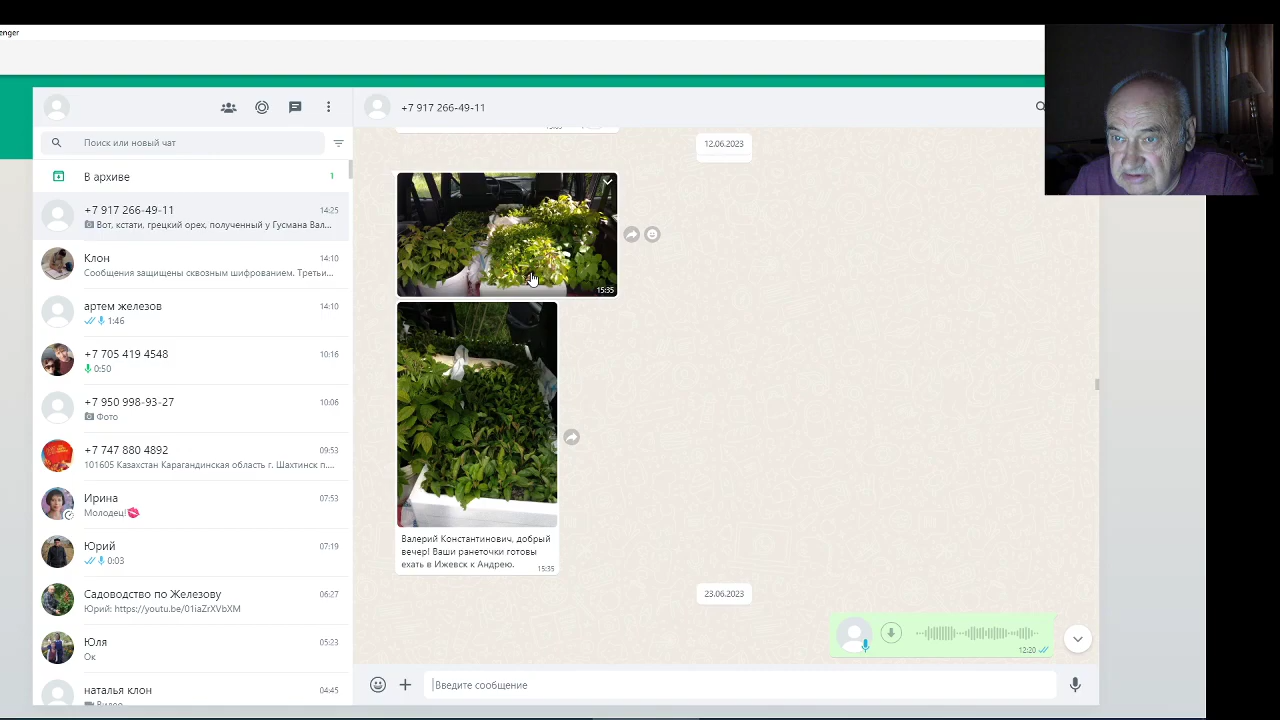 enger
Поиск или новый чат
В архиве
1
+7 917 266-49-11
14:25
Вот, кстати, грецкий орех, полученный у Гусмана Вал...
Клон
14:10
Сообщения защищены сквозным шифрованием. Третьи...
артем железов
14:10
1:46
+7 705 419 4548
10:16
0:50
+7 950 998-93-27
10:06
Фото
+7 747 880 4892
09:53
101605 Казахстан Карагандинская область г. Шахтинск п....
Ирина
07:53
Молодец!💋
Юрий
07:19
0:03
Садоводство по Железову
06:27
Юрий: https://youtu.be/01iaZrXVbXM
Юля
05:23
Ок
наталья клон
04:45
+7 917 266-49-11
12.06.2023
15:35
Валерий Константинович, добрый
вечер! Ваши ранеточки готовы
ехать в Ижевск к Андрею.
15:35
23.06.2023
12:20
Введите сообщение